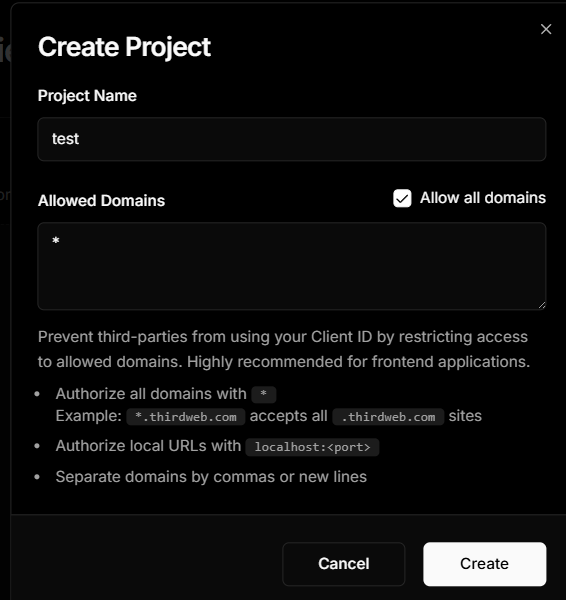 Create Project
Project Name
test
Allowed Domains
Allow all domains
*
Prevent third-parties from using your Client ID by restricting access
to allowed domains. Highly recommended for frontend applications.
• Authorize all domains with *
Example: *.thirdweb.com accepts all .thirdweb.com sites
• Authorize local URLs with localhost:<port>
• Separate domains by commas or new lines
Cancel
Create